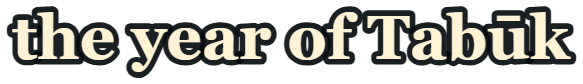 the year of Tabūk